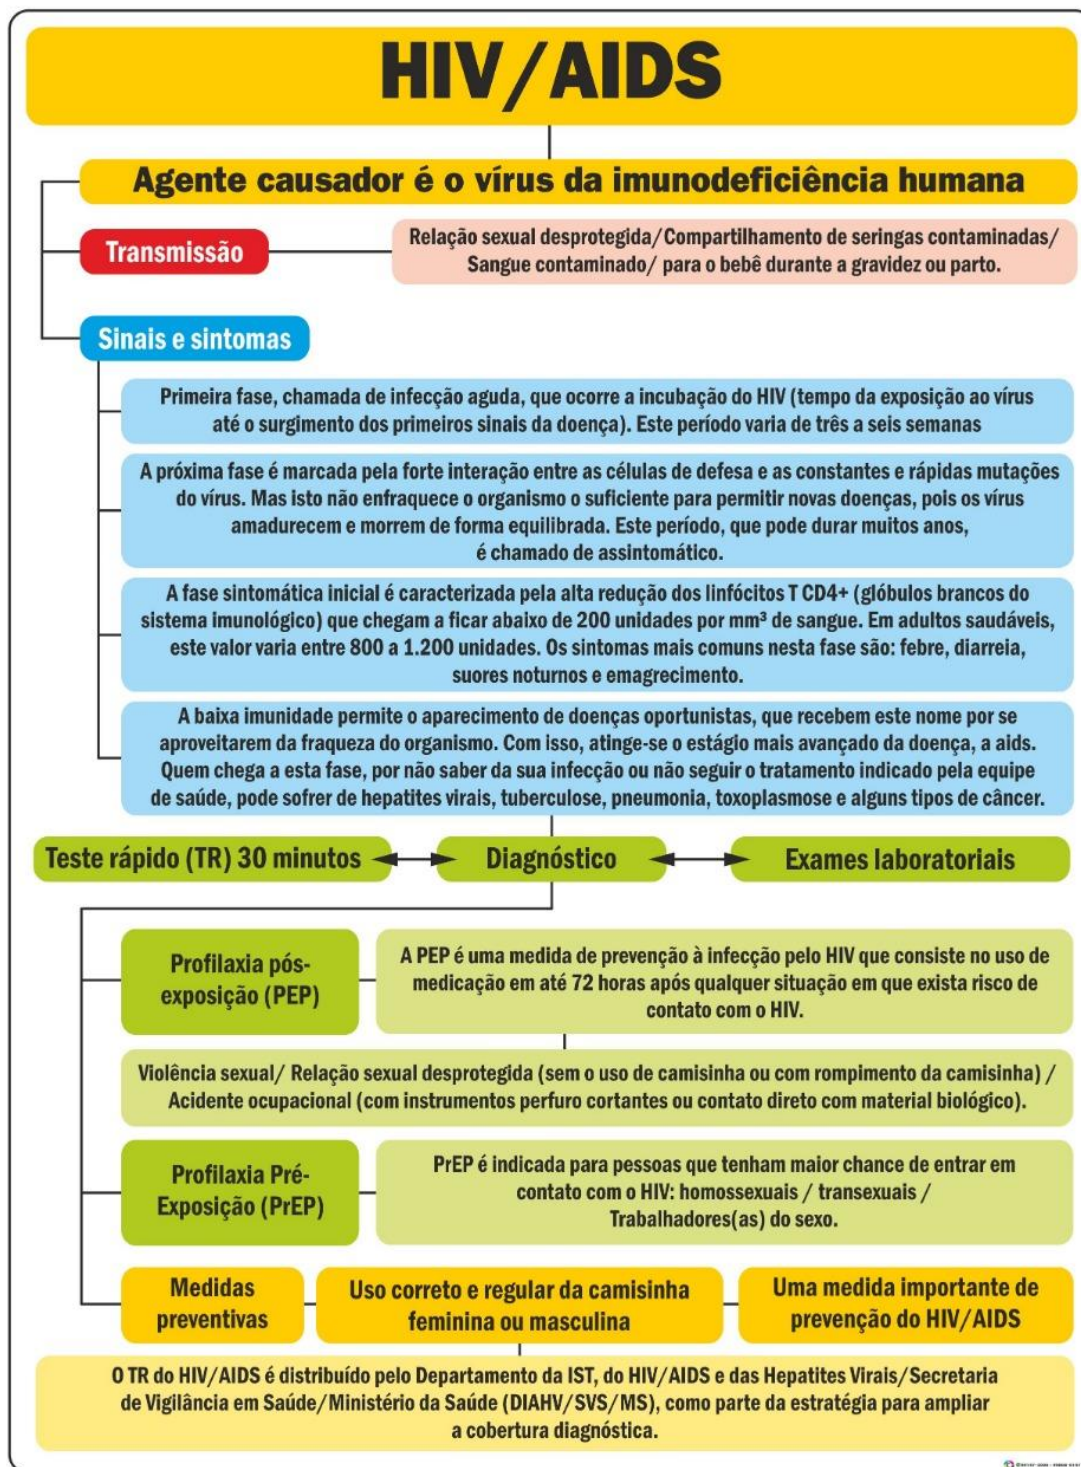 HIV/AIDS
Agente causador é o vírus da imunodeficiência humana
Transmissão
Relação sexual desprotegida/Compartilhamento de seringas contaminadas/
Sangue contaminado/ para o bebê durante a gravidez ou parto.
Sinais e sintomas
Primeira fase, chamada de infecção aguda, que ocorre a incubação do HIV (tempo da exposição ao vírus
até o surgimento dos primeiros sinais da doença). Este período varia de três a seis semanas
A próxima fase é marcada pela forte interação entre as células de defesa e as constantes e rápidas mutações
do vírus. Mas isto não enfraquece o organismo o suficiente para permitir novas doenças, pois os vírus
amadurecem e morrem de forma equilibrada. Este período, que pode durar muitos anos,
é chamado de assintomático.
A fase sintomática inicial é caracterizada pela alta redução dos linfócitos T CD4+ (glóbulos brancos do
sistema imunológico) que chegam a ficar abaixo de 200 unidades por mm³ de sangue. Em adultos saudáveis,
este valor varia entre 800 a 1.200 unidades. Os sintomas mais comuns nesta fase são: febre, diarreia,
suores noturnos e emagrecimento.
A baixa imunidade permite o aparecimento de doenças oportunistas, que recebem este nome por se
aproveitarem da fraqueza do organismo. Com isso, atinge-se o estágio mais avançado da doença, a aids.
Quem chega a esta fase, por não saber da sua infecção ou não seguir o tratamento indicado pela equipe
de saúde, pode sofrer de hepatites virais, tuberculose, pneumonia, toxoplasmose e alguns tipos de câncer.
Teste rápido (TR) 30 minutos
Diagnóstico
Exames laboratoriais
Profilaxia pós-
exposição (PEP)
A PEP é uma medida de prevenção à infecção pelo HIV que consiste no uso de
medicação em até 72 horas após qualquer situação em que exista risco de
contato com o HIV.
Violência sexual/ Relação sexual desprotegida (sem o uso de camisinha ou com rompimento da camisinha) /
Acidente ocupacional (com instrumentos perfuro cortantes ou contato direto com material biológico).
Profilaxia Pré-
Exposição (PrEP)
PrEP é indicada para pessoas que tenham maior chance de entrar em
contato com o HIV: homossexuais / transexuais /
Trabalhadores(as) do sexo.
Medidas
preventivas
Uso correto e regular da camisinha
feminina ou masculina
Uma medida importante de
prevenção do HIV/AIDS
O TR do HIV/AIDS é distribuído pelo Departamento da IST, do HIV/AIDS e das Hepatites Virais/Secretaria
de Vigilância em Saúde/Ministério da Saúde (DIAHV/SVS/MS), como parte da estratégia para ampliar
a cobertura diagnóstica.